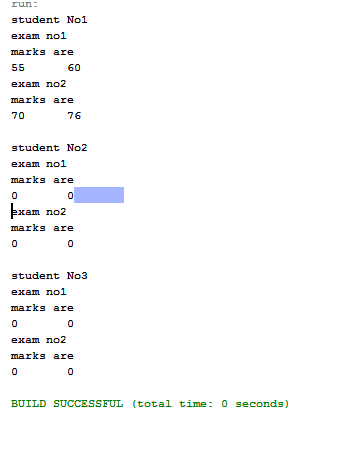 run:
student No1
exam no1
marks are
55 60
exam no2
marks are
70 76
student No2
exam no1
marks are
0 0
exam no2
marks are
0 0
student No3
exam no1
marks are
0 0
exam no2
marks are
0 0
BUILD SUCCESSFUL (total time: 0 seconds)